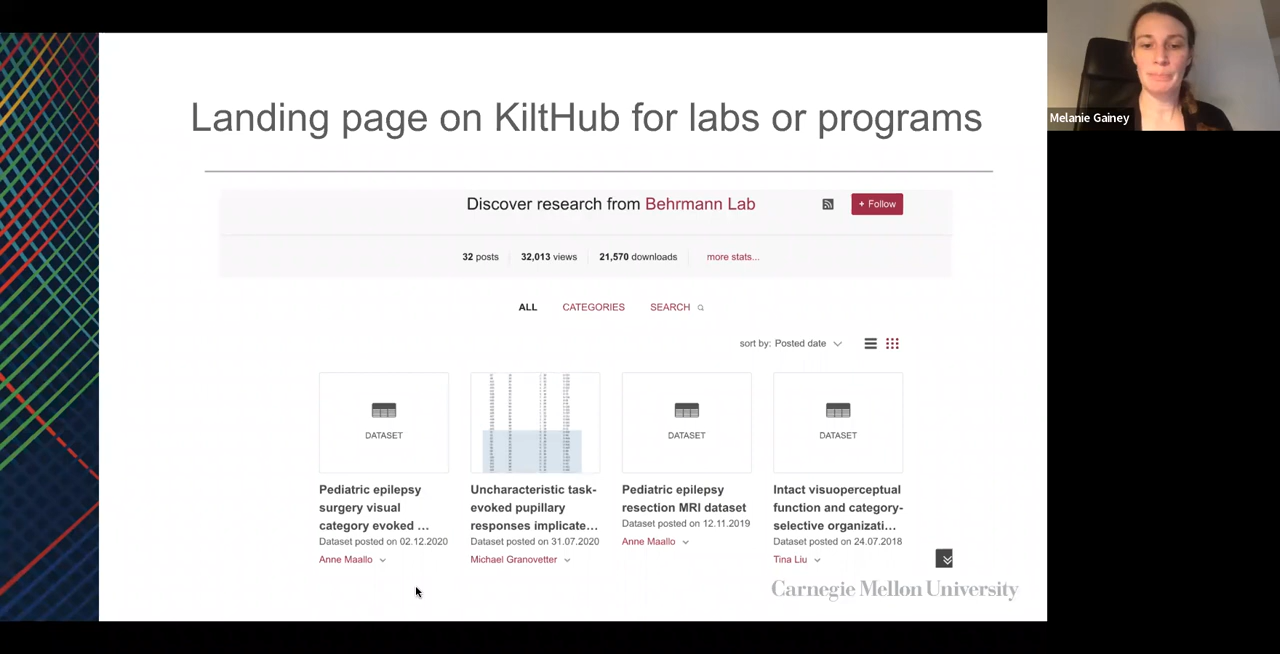 Landing page on KiltHub for labs or programs
Melanie Gainey
Discover research from Behrmann Lab
+ Follow
32 posts
32,013 views
21,570 downloads
more stats...
ALL
CATEGORIES
SEARCH
sort by: Posted date
DATASET
Pediatric epilepsy
surgery visual
category evoked ...
Dataset posted on 02.12.2020
Anne Maallo
Uncharacteristic task-
evoked pupillary
responses implicate...
Dataset posted on 31.07.2020
Michael Granovetter
DATASET
Pediatric epilepsy
resection MRI dataset
Dataset posted on 12.11.2019
Anne Maallo
DATASET
Intact visuoperceptual
function and category-
selective organizati...
Dataset posted on 24.07.2018
Tina Liu
Carnegie Mellon University